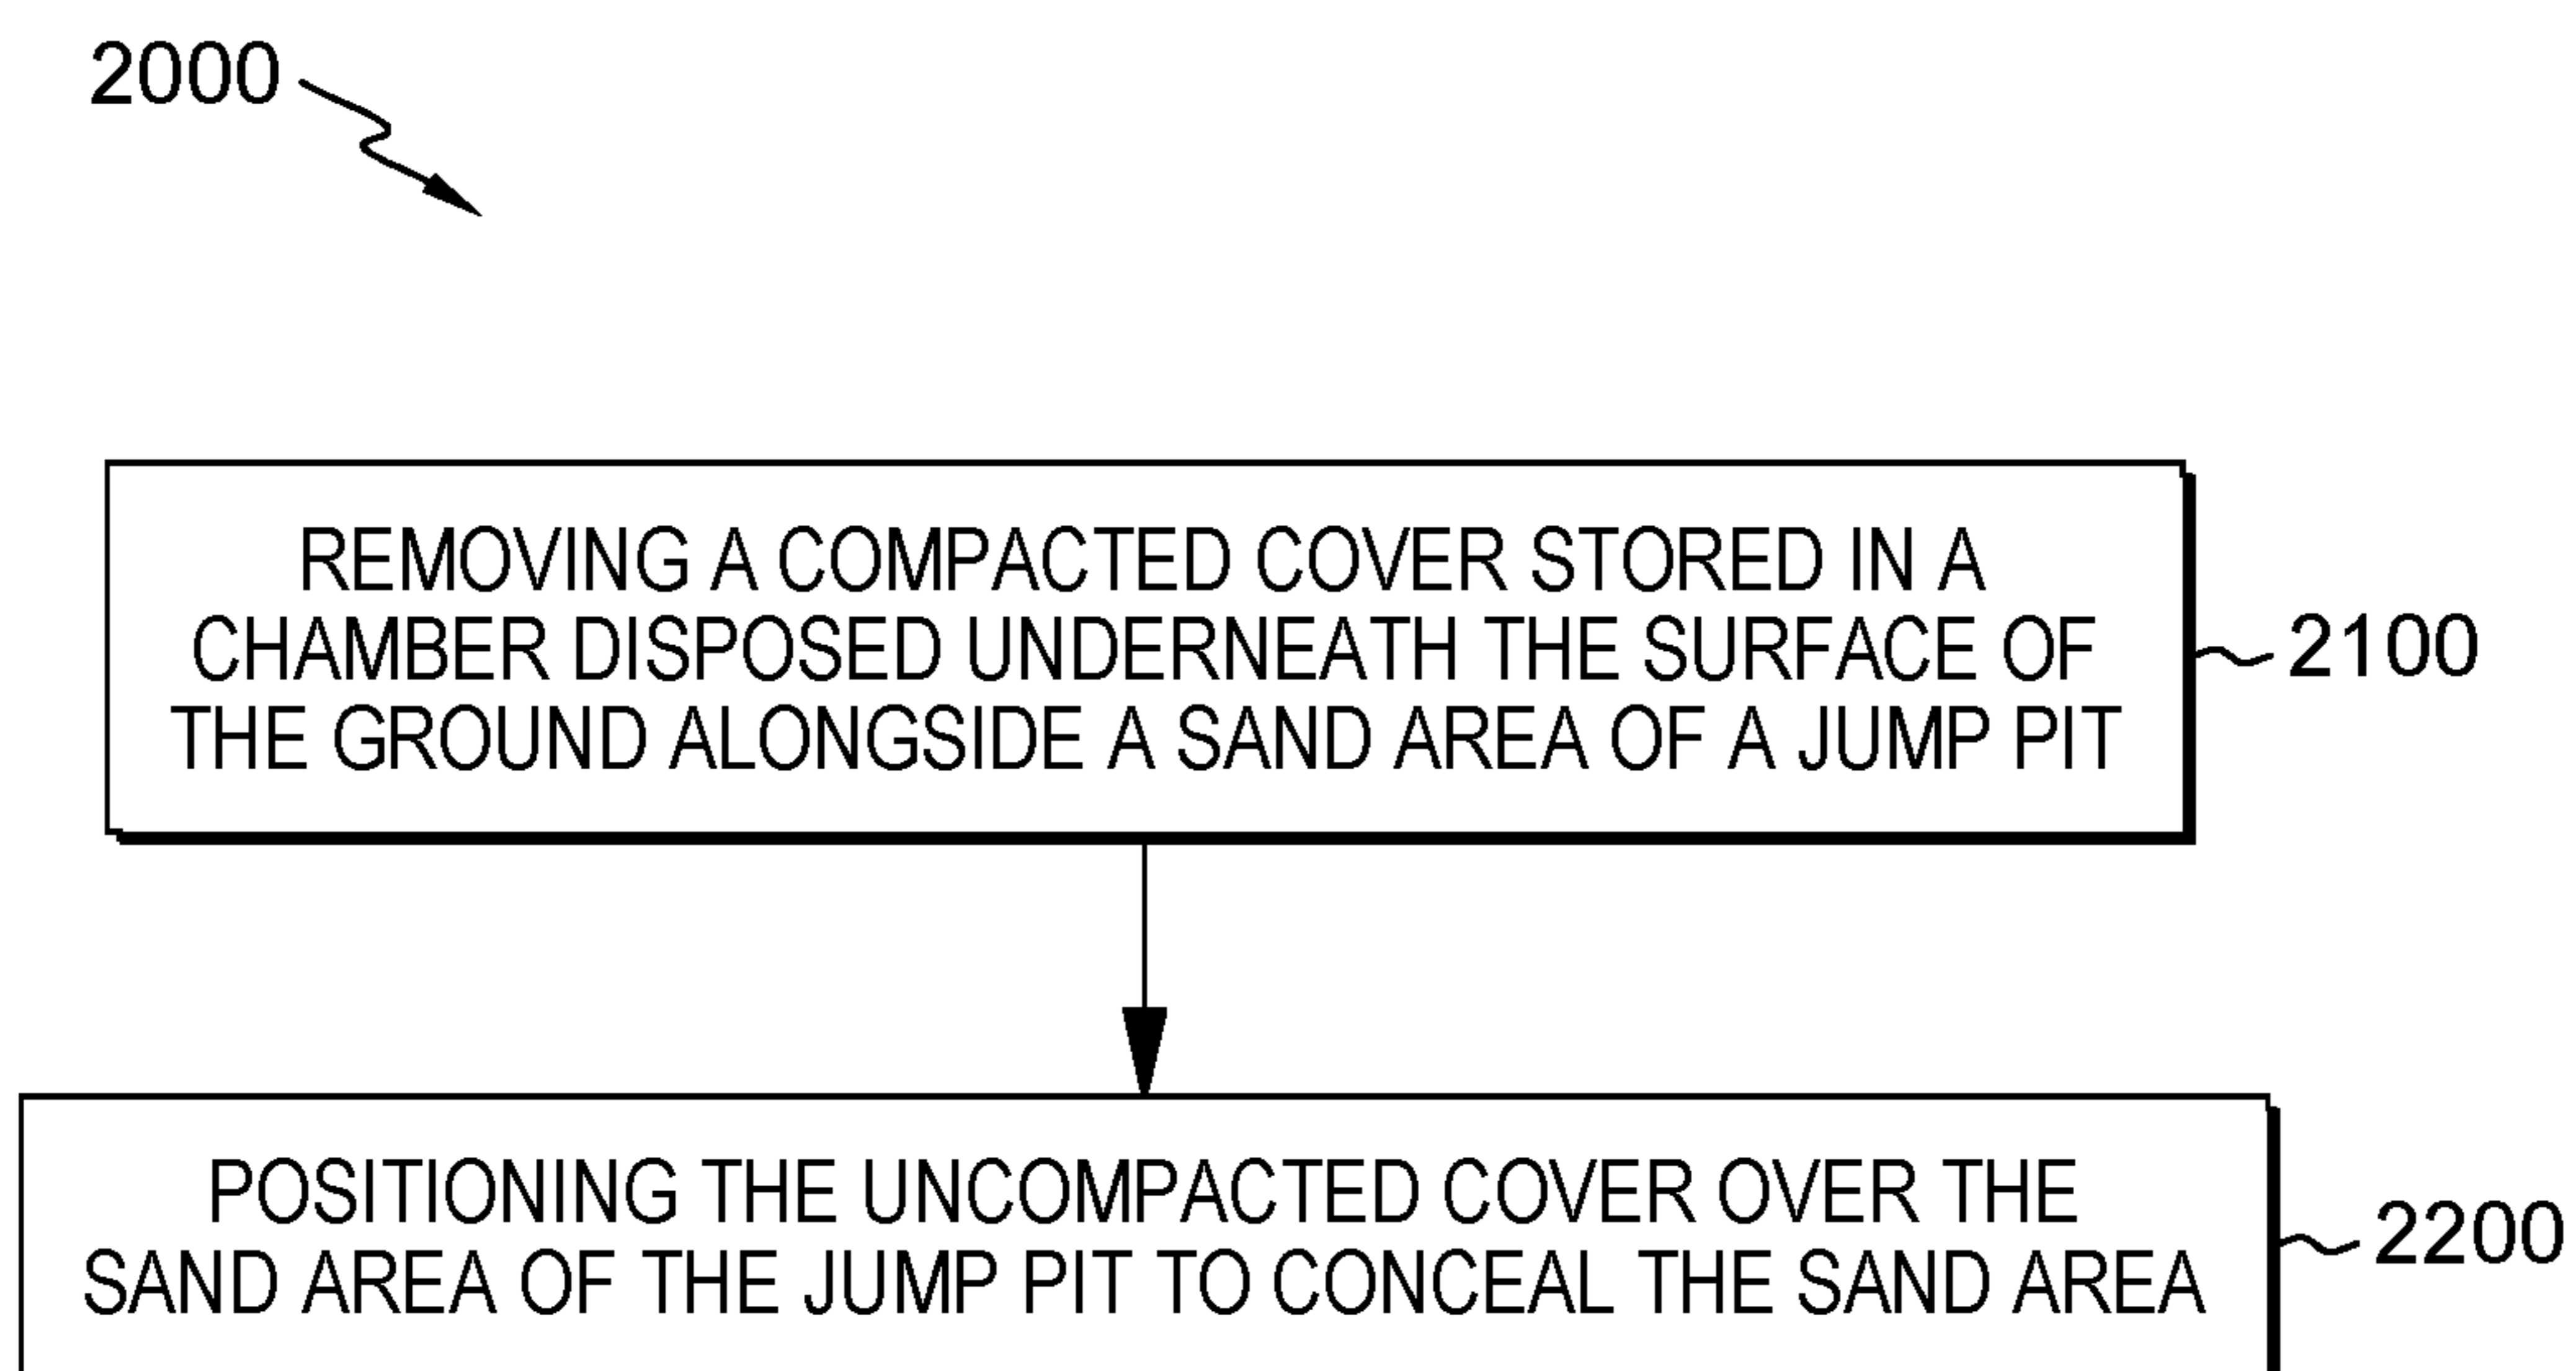 2000
REMOVING A COMPACTED COVER STORED IN A
CHAMBER DISPOSED UNDERNEATH THE SURFACE OF
THE GROUND ALONGSIDE A SAND AREA OF A JUMP PIT
2100
POSITIONING THE UNCOMPACTED COVER OVER THE
SAND AREA OF THE JUMP PIT TO CONCEAL THE SAND AREA
2200